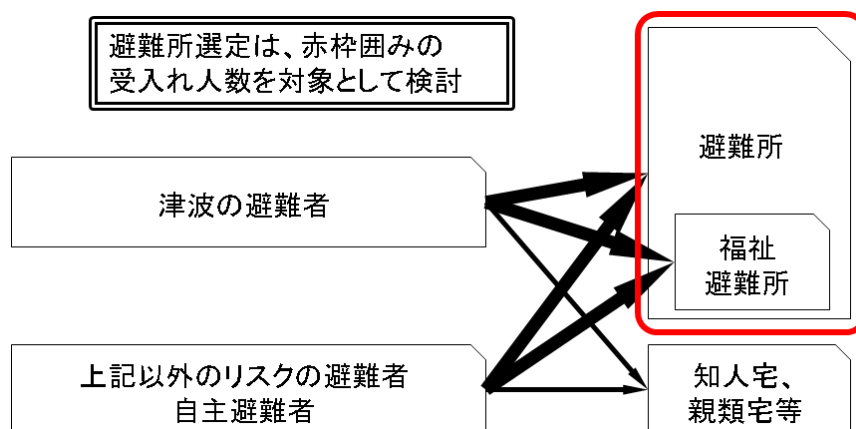 避難所選定は、赤枠囲みの
受入れ人数を対象として検討
避難所
津波の避難者
福祉
避難所
上記以外のリスクの避難者
自主避難者
知人宅、
親類宅等